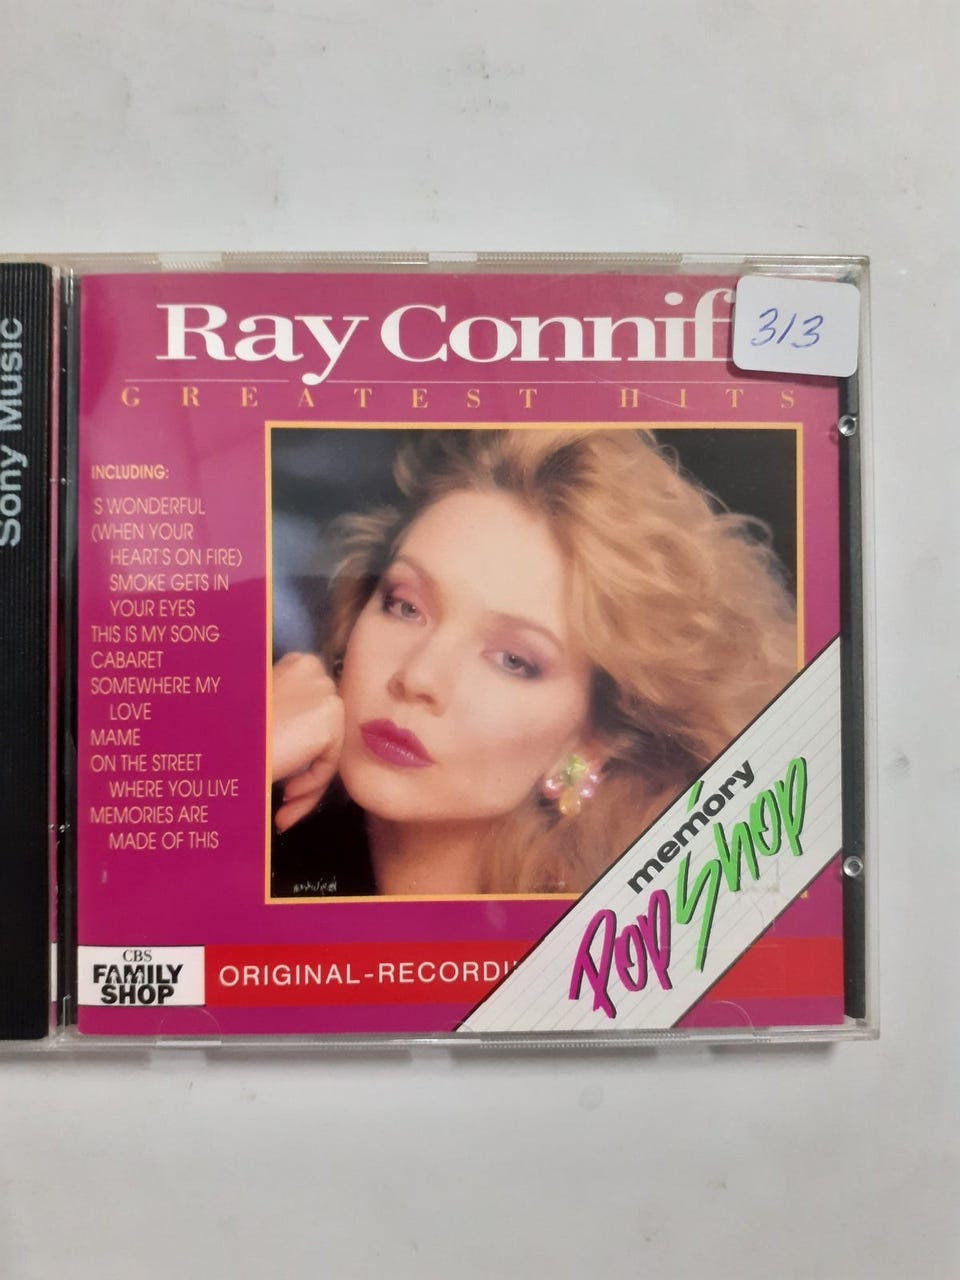 Sony Music
Ray Conniff
313
GREATEST HITS
INCLUDING:
'S WONDERFUL
(WHEN YOUR
HEART'S ON FIRE)
SMOKE GETS IN
YOUR EYES
THIS IS MY SONG
CABARET
SOMEWHERE MY
LOVE
MAME
ON THE STREET
WHERE YOU LIVE
MEMORIES ARE
MADE OF THIS
memory
PopShop
CBS
FAMILY
SHOP
ORIGINAL-RECORDI